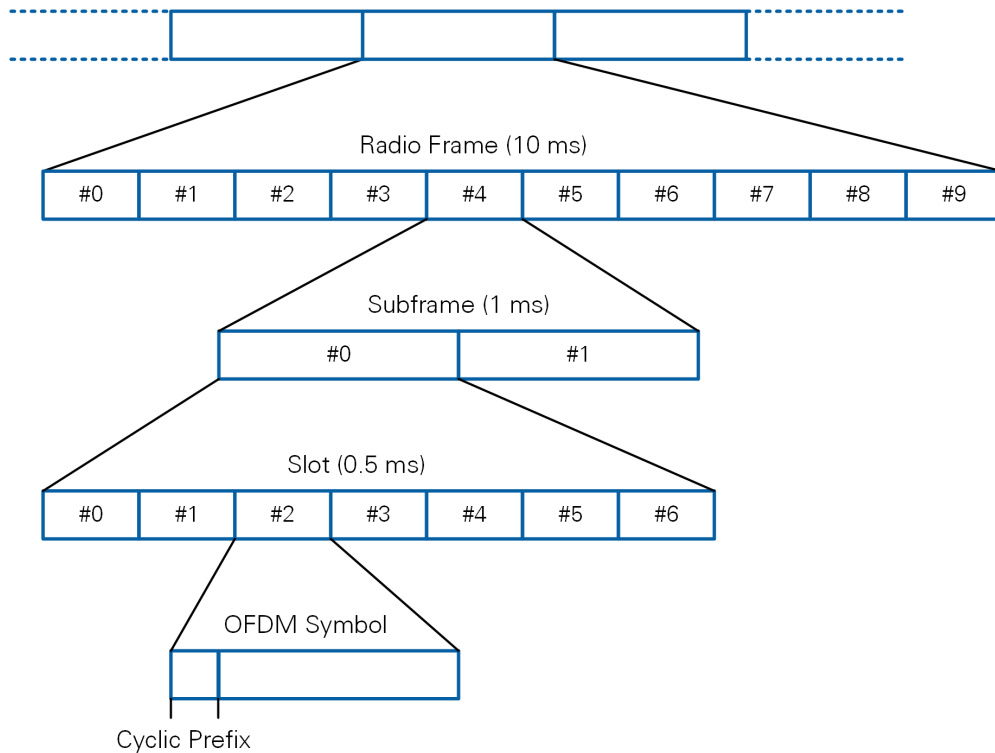 Radio Frame (10 ms)
#0 #1 #2 #3 #4 #5 #6 #7 #8 #9
Subframe (1 ms)
#0 #1
Slot (0.5 ms)
#0 #1 #2 #3 #4 #5 #6
OFDM Symbol
Cyclic Prefix